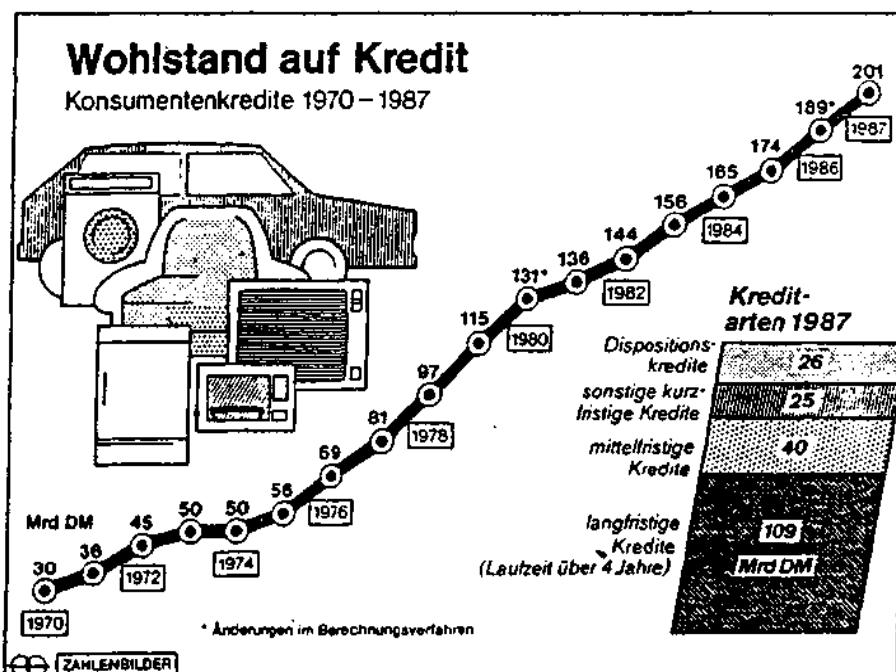 Wohlstand auf Kredit
Konsumentenkredite 1970–1987
Mrd DM
30
36
45
50
50
56
69
81
97
115
131*
136
144
156
165
174
189*
201
1970
1972
1974
1976
1978
1980
1982
1984
1986
1987
Kredit-
arten 1987
Dispositions-
kredite
26
sonstige kurz-
fristige Kredite
25
mittelfristige
Kredite
40
langfristige
Kredite
(Laufzeit über 4 Jahre)
109
Mrd DM
* Änderungen im Berechnungsverfahren
ZAHLENBILDER